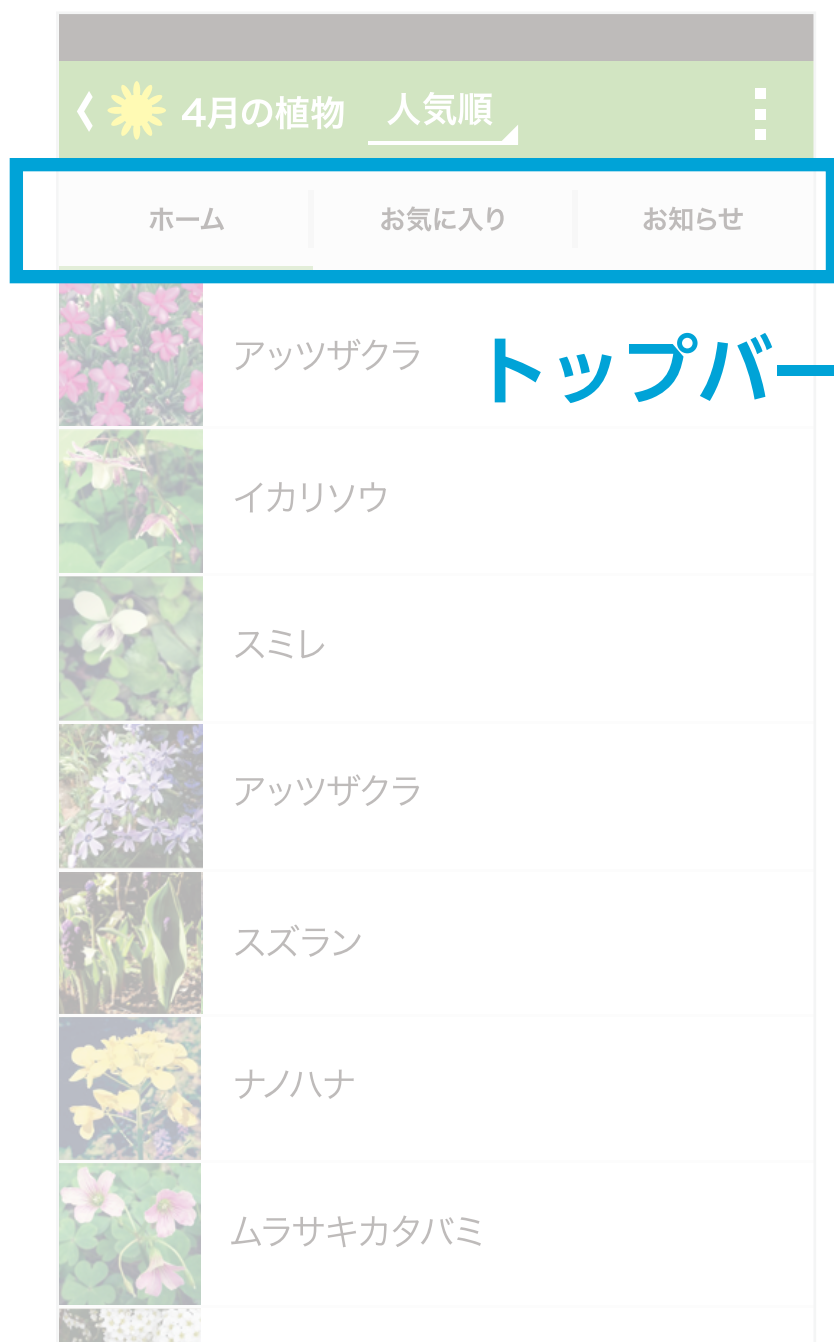 4月の植物 人気順
ホーム お気に入り お知らせ
アッツザクラ
トップバー
イカリソウ
スミレ
アッツザクラ
スズラン
ナノハナ
ムラサキカタバミ